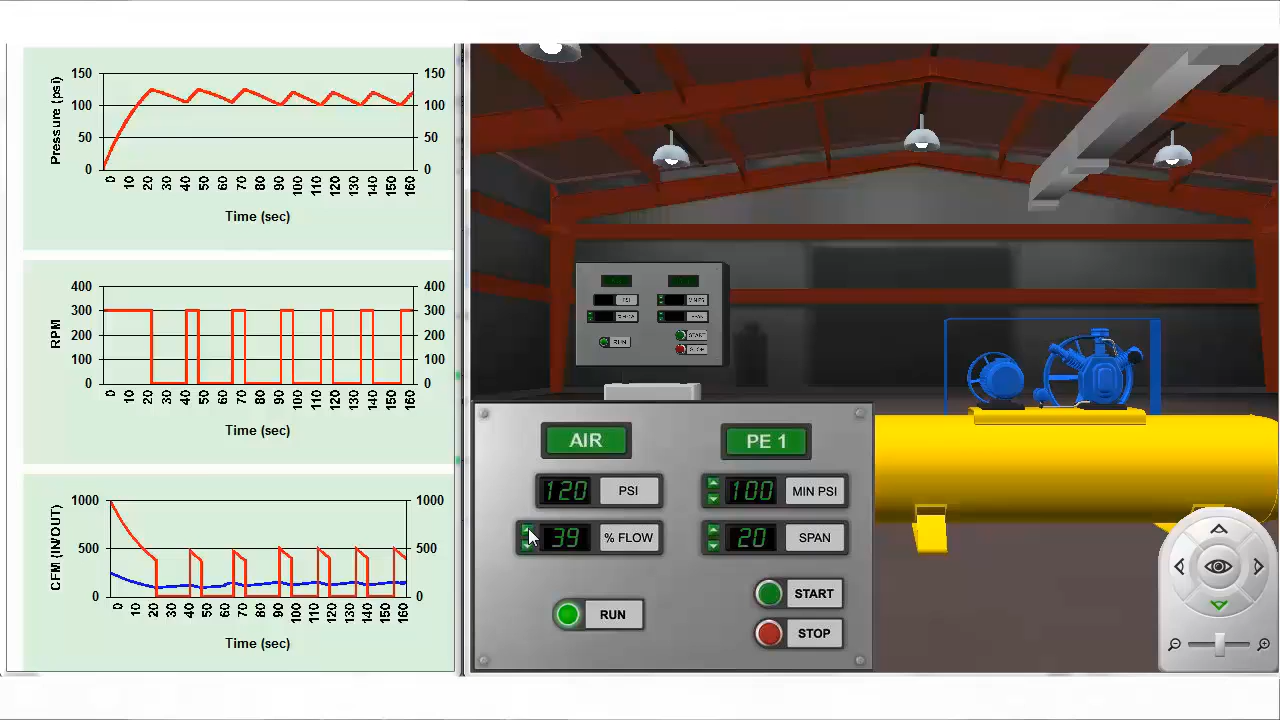 Pressure (psi)
150
100
50
0
150
100
50
0
0 10 20 30 40 50 60 70 80 90 100 110 120 130 140 150 160
Time (sec)
RPM
400
300
200
100
0
400
300
200
100
0
0 10 20 30 40 50 60 70 80 90 100 110 120 130 140 150 160
Time (sec)
CFM (IN/OUT)
1000
500
0
1000
500
0
0 10 20 30 40 50 60 70 80 90 100 110 120 130 140 150 160
Time (sec)
PSI
RUN
MIN PSI
START
AIR
120 PSI
39 % FLOW
RUN
PE 1
100 MIN PSI
20 SPAN
START
STOP